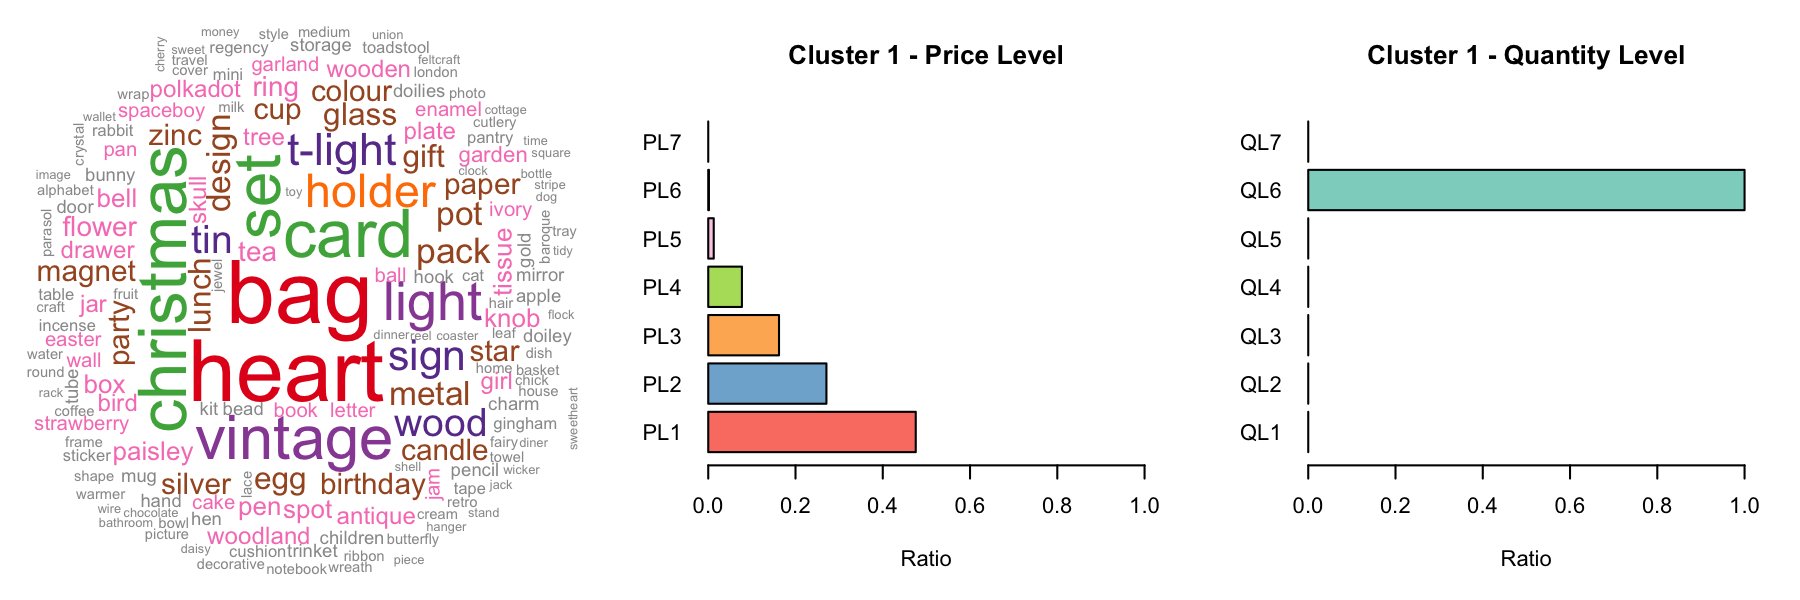 money style medium union
cherry sweet regency storage toadstool
travel garland wooden feltcraft
cover mini london
wrap polkadot ring colour doilies photo
spaceboy milk cup glass enamel cottage
wallet rabbit zinc design tree t-light plate cutlery
crystal pan gift pantry time
garden square
image bunny skull set toy holder clock bottle
alphabet bell paper stripe
door dog
parasol flower christmas tin card pot ivory
drawer tea pack tissue gold baroque tray
tidy
magnet lunch jewel bag ball hook cat mirror
table fruit light hair apple
craft jar party knob flock
incense dinner reel coaster leaf doiley
easter heart sign star dish
water wall home basket
round tube box metal girl chick
rack house
bird kit bead book letter charm
coffee vintage wood gingham sweetheart
strawberry
frame paisley candle fairy diner
sticker towel
shape mug silver lace egg birthday shell jam pencil wicker
warmer hand cake tape jack
wire chocolate pen spot antique retro
bathroom bowl hen cream stand
picture woodland children butterfly hanger
daisy cushion trinket ribbon piece
decorative notebook wreath
Cluster 1 - Price Level
PL7
PL6
PL5
PL4
PL3
PL2
PL1
0.0 0.2 0.4 0.6 0.8 1.0
Ratio
Cluster 1 - Quantity Level
QL7
QL6
QL5
QL4
QL3
QL2
QL1
0.0 0.2 0.4 0.6 0.8 1.0
Ratio